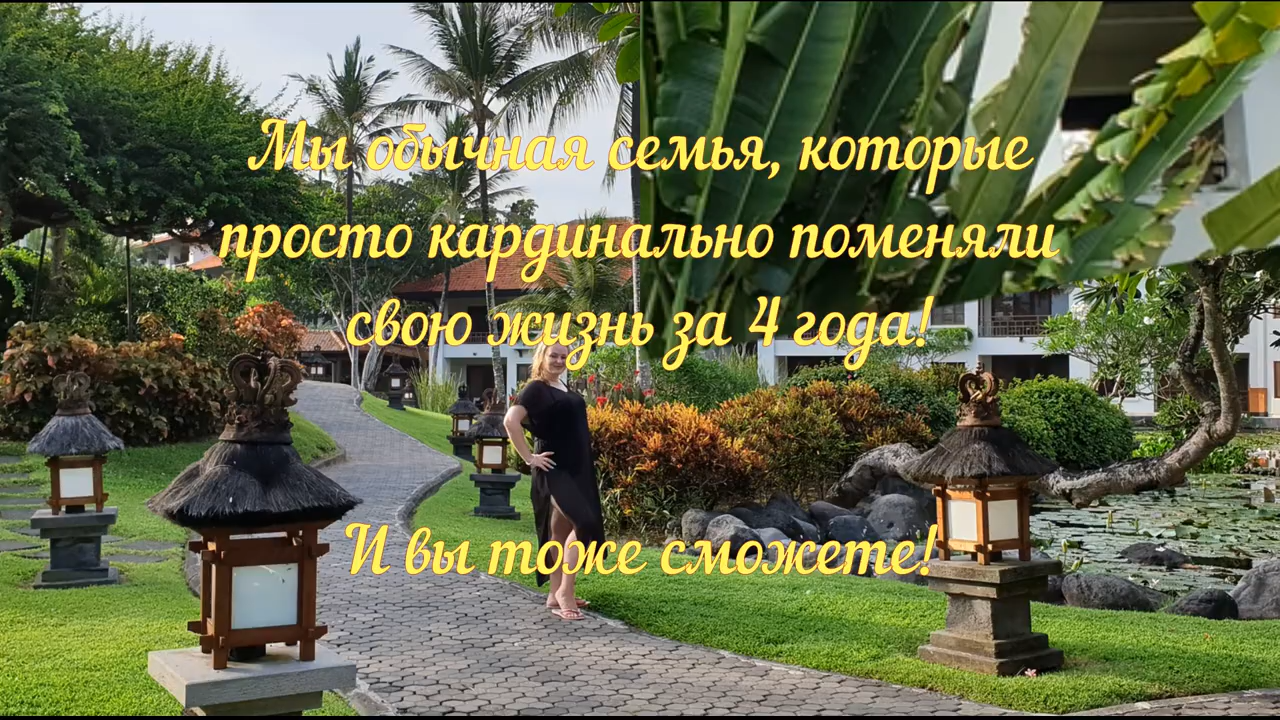 Мы обычная семья, которые
просто кардинально поменяли
свою жизнь за 4 года!
И вы тоже сможете!